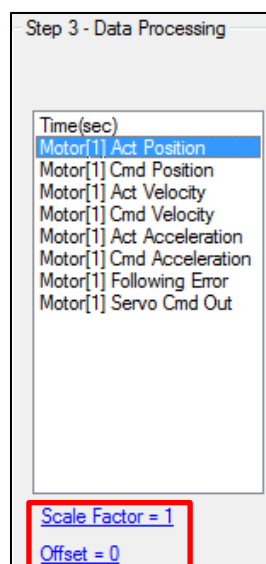 Step 3 - Data Processing
Time(sec)
Motor[1] Act Position
Motor[1] Cmd Position
Motor[1] Act Velocity
Motor[1] Cmd Velocity
Motor[1] Act Acceleration
Motor[1] Cmd Acceleration
Motor[1] Following Error
Motor[1] Servo Cmd Out
Scale Factor = 1
Offset = 0